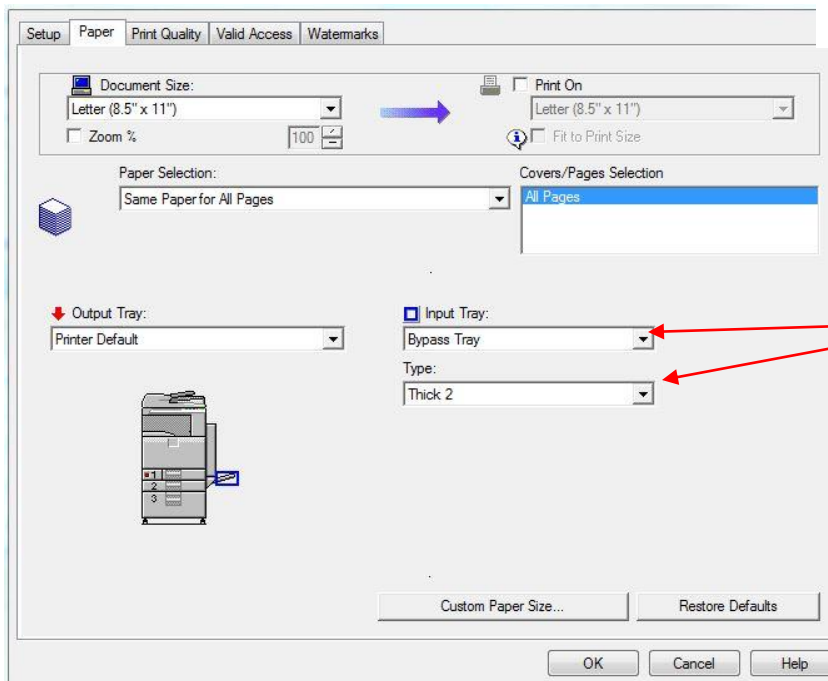 Setup Paper Print Quality Valid Access Watermarks
Document Size:
Print On
Letter (8.5" x 11")
Letter (8.5" x 11")
Zoom %
100
Fit to Print Size
Paper Selection:
Covers/Pages Selection
Same Paper for All Pages
All Pages
Output Tray:
Input Tray:
Printer Default
Bypass Tray
Type:
Thick 2
1
2
3
Custom Paper Size...
Restore Defaults
OK
Cancel
Help